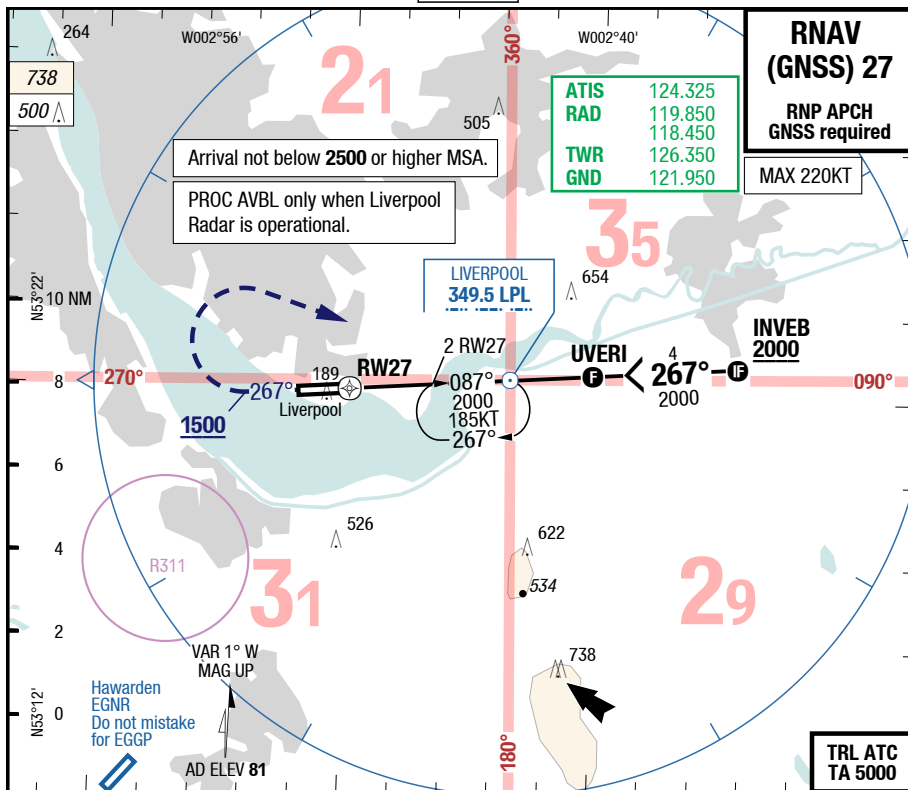 264
W002°56'
360°
W002°40'
RNAV
(GNSS) 27
RNP APCH
GNSS required
738
500
21
505
ATIS 124.325
RAD 119.850
118.450
TWR 126.350
GND 121.950
MAX 220KT
Arrival not below 2500 or higher MSA.
PROC AVBL only when Liverpool
Radar is operational.
35
LIVERPOOL
349.5 LPL
654
N53°22'
10 NM
2 RW27
UVERI
4
267°
2000
INVEB
2000
270°
8
189
RW27
267°
Liverpool
1500
087°
2000
185KT
267°
090°
6
526
622
4
R311
31
534
29
2
738
VAR 1° W
MAG UP
N53°12'
0
Hawarden
EGNR
Do not mistake
for EGGP
AD ELEV 81
180°
TRL ATC
TA 5000